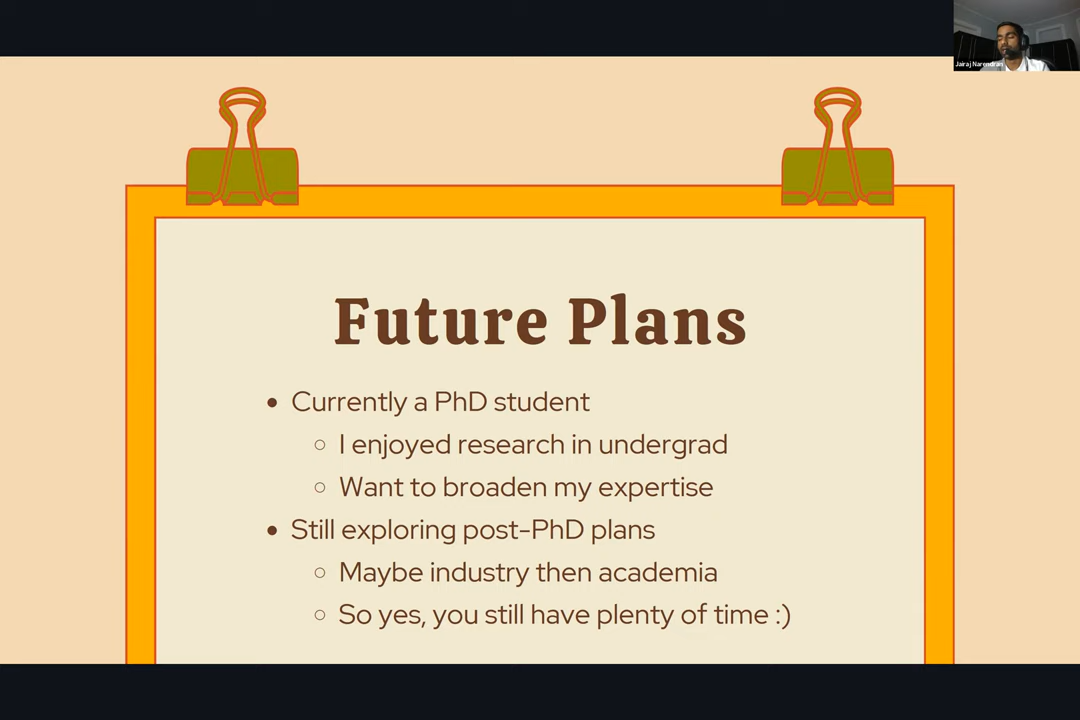 Jairaj Narendran
Future Plans
• Currently a PhD student
○ I enjoyed research in undergrad
○ Want to broaden my expertise
• Still exploring post-PhD plans
○ Maybe industry then academia
○ So yes, you still have plenty of time :)